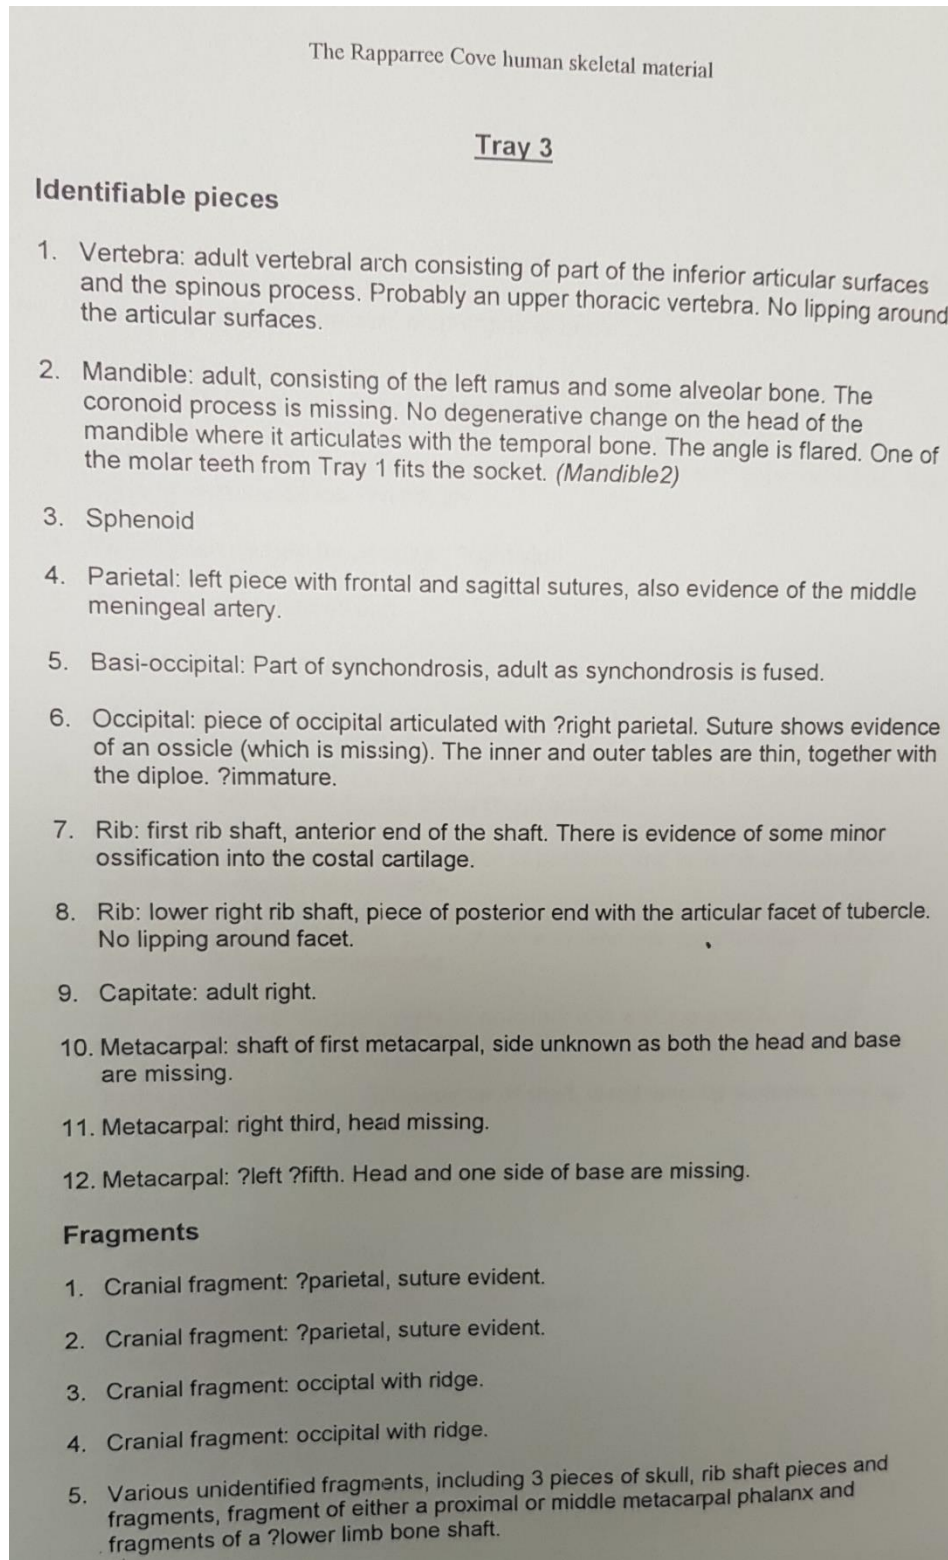 The Rapparree Cove human skeletal material
Tray 3
Identifiable pieces
1. Vertebra: adult vertebral arch consisting of part of the inferior articular surfaces
and the spinous process. Probably an upper thoracic vertebra. No lipping around
the articular surfaces.
2. Mandible: adult, consisting of the left ramus and some alveolar bone. The
coronoid process is missing. No degenerative change on the head of the
mandible where it articulates with the temporal bone. The angle is flared. One of
the molar teeth from Tray 1 fits the socket. (Mandible2)
3. Sphenoid
4. Parietal: left piece with frontal and sagittal sutures, also evidence of the middle
meningeal artery.
5. Basi-occipital: Part of synchondrosis, adult as synchondrosis is fused.
6. Occipital: piece of occipital articulated with ?right parietal. Suture shows evidence
of an ossicle (which is missing). The inner and outer tables are thin, together with
the diploe. ?immature.
7. Rib: first rib shaft, anterior end of the shaft. There is evidence of some minor
ossification into the costal cartilage.
8. Rib: lower right rib shaft, piece of posterior end with the articular facet of tubercle.
No lipping around facet.
9. Capitate: adult right.
10. Metacarpal: shaft of first metacarpal, side unknown as both the head and base
are missing.
11. Metacarpal: right third, head missing.
12. Metacarpal: ?left ?fifth. Head and one side of base are missing.
Fragments
1. Cranial fragment: ?parietal, suture evident.
2. Cranial fragment: ?parietal, suture evident.
3. Cranial fragment: occiptal with ridge.
4. Cranial fragment: occipital with ridge.
5. Various unidentified fragments, including 3 pieces of skull, rib shaft pieces and
fragments, fragment of either a proximal or middle metacarpal phalanx and
fragments of a ?lower limb bone shaft.